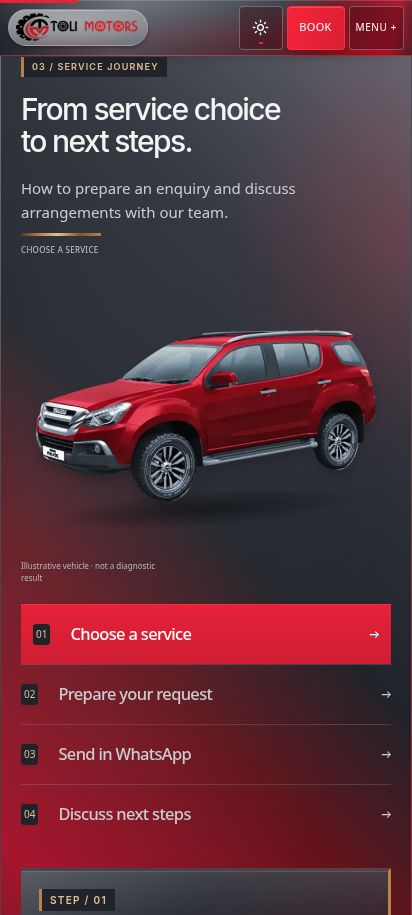 TOLI MOTORS
BOOK
MENU +
03 / SERVICE JOURNEY
From service choice
to next steps.
How to prepare an enquiry and discuss
arrangements with our team.
CHOOSE A SERVICE
ISUZU
Illustrative vehicle · not a diagnostic
result
01 Choose a service →
02 Prepare your request →
03 Send in WhatsApp →
04 Discuss next steps →
STEP / 01